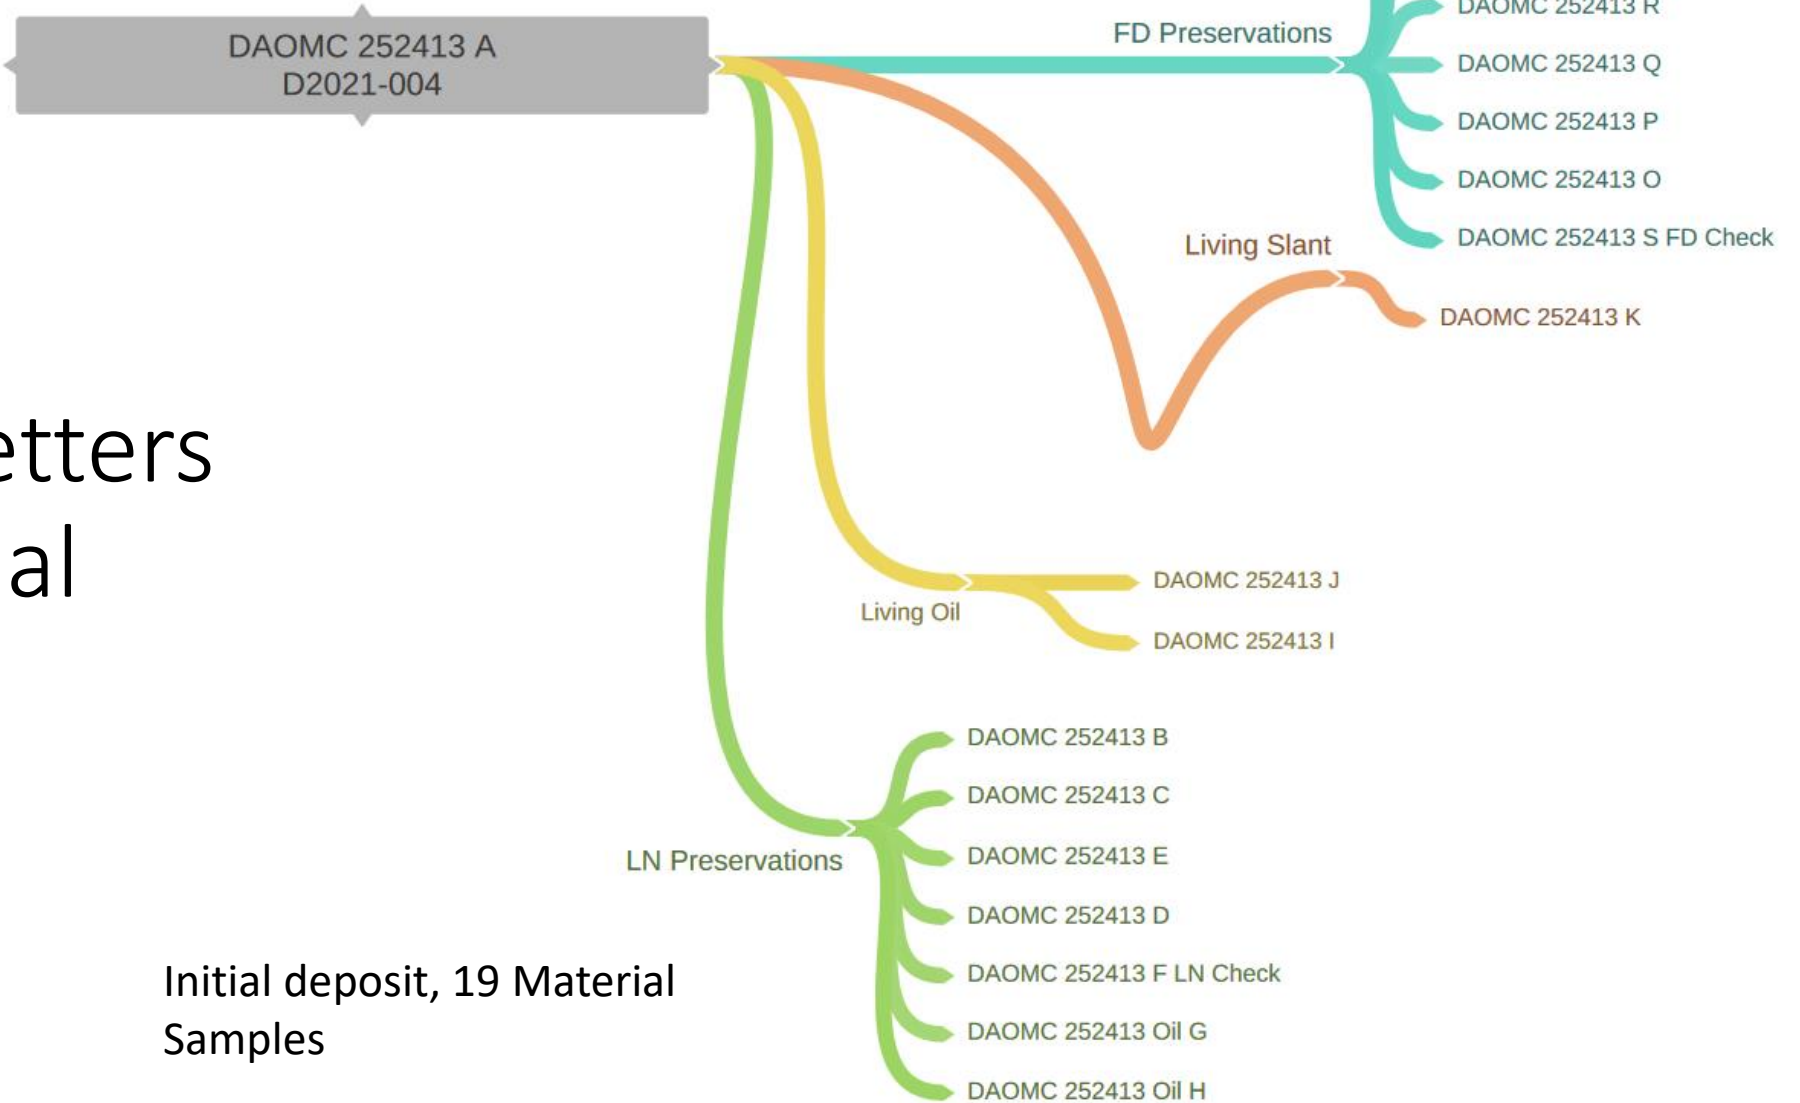 DAOMC 252413 A
D2021-004
FD Preservations
DAOMC 252413 R
DAOMC 252413 Q
DAOMC 252413 P
DAOMC 252413 O
DAOMC 252413 S FD Check
Living Slant
DAOMC 252413 K
etters
al
DAOMC 252413 J
Living Oil
DAOMC 252413 I
DAOMC 252413 B
DAOMC 252413 C
LN Preservations
DAOMC 252413 E
DAOMC 252413 D
DAOMC 252413 F LN Check
DAOMC 252413 Oil G
DAOMC 252413 Oil H
Initial deposit, 19 Material
Samples